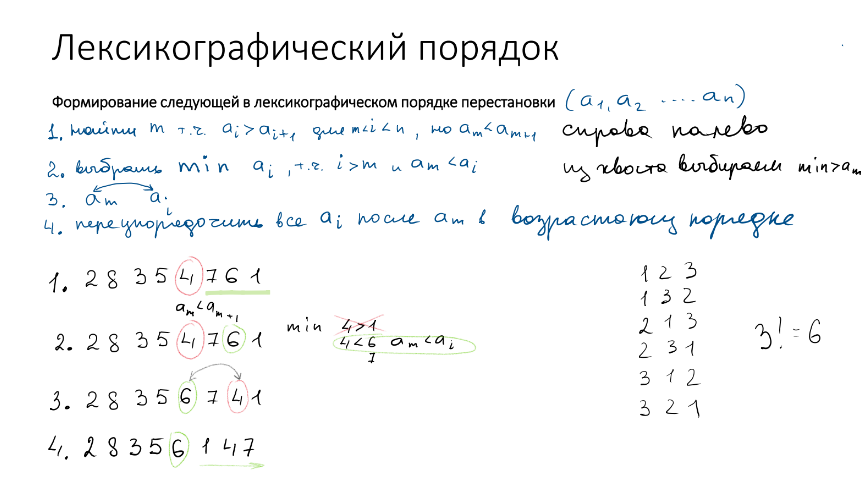 Лексикографический порядок
Формирование следующей в лексикографическом порядке перестановки (a₁, a₂ .... aₙ)
1. найти m т.ч. aᵢ > aᵢ₊₁ для m<i<n, но aₘ<aₘ₊₁ справа налево
2. выбрать min aᵢ, т.ч. i>m и aₘ<aᵢ из хвоста выбираем min>aₘ
3. aₘ aᵢ
4. переупорядочить все aᵢ после aₘ в возрастающ порядке
1. 2 8 3 5 4 7 6 1
aₘ<aₘ₊₁
2. 2 8 3 5 4 7 6 1 min 4>1
4<6 aₘ<aᵢ
7
3. 2 8 3 5 6 7 4 1
4. 2 8 3 5 6 1 4 7
1 2 3
1 3 2
2 1 3
2 3 1
3 1 2
3 2 1
3! = 6